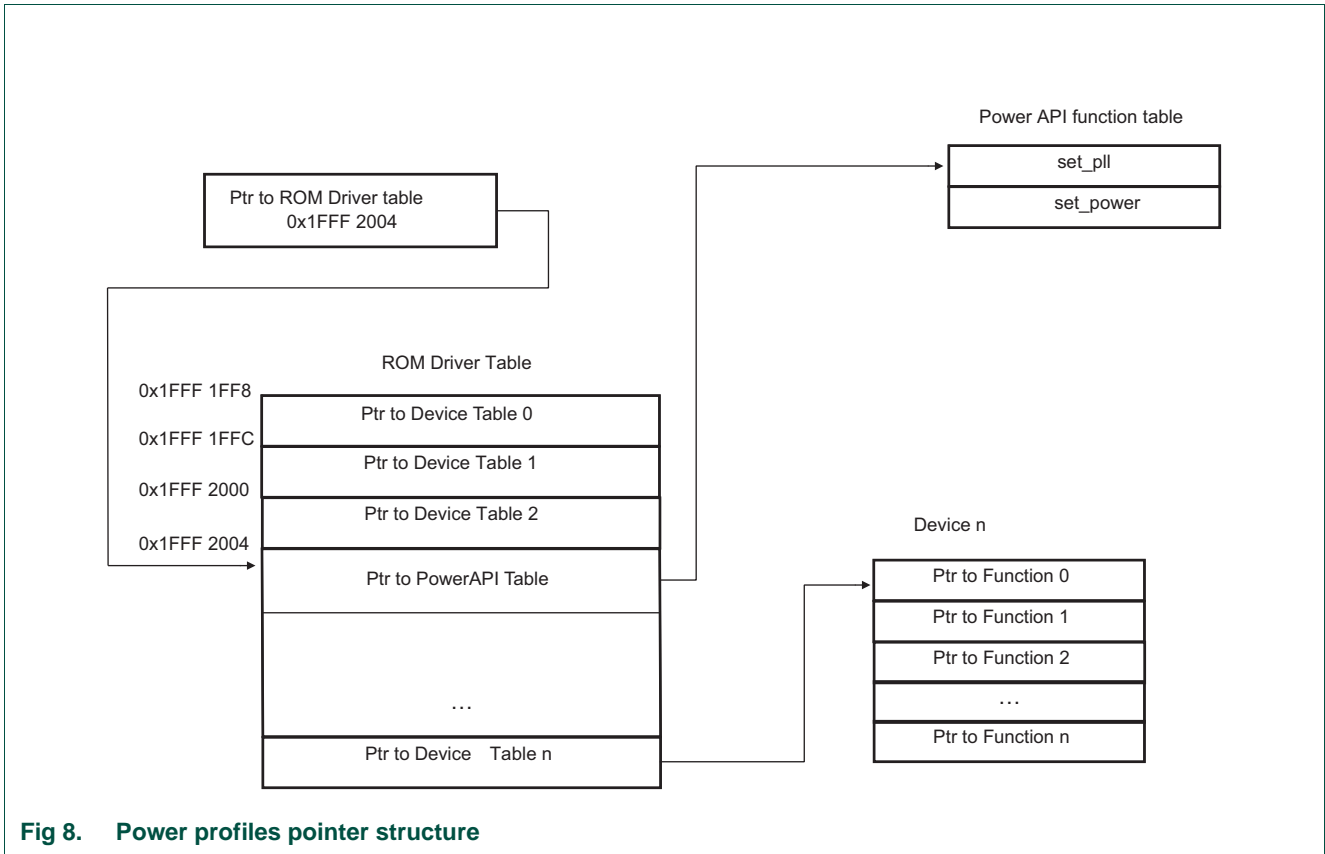 Power API function table
set_pll
set_power
Ptr to ROM Driver table
0x1FFF 2004
ROM Driver Table
0x1FFF 1FF8
Ptr to Device Table 0
0x1FFF 1FFC
Ptr to Device Table 1
0x1FFF 2000
Ptr to Device Table 2
0x1FFF 2004
Ptr to PowerAPI Table
...
Ptr to Device Table n
Device n
Ptr to Function 0
Ptr to Function 1
Ptr to Function 2
...
Ptr to Function n
Fig 8. Power profiles pointer structure